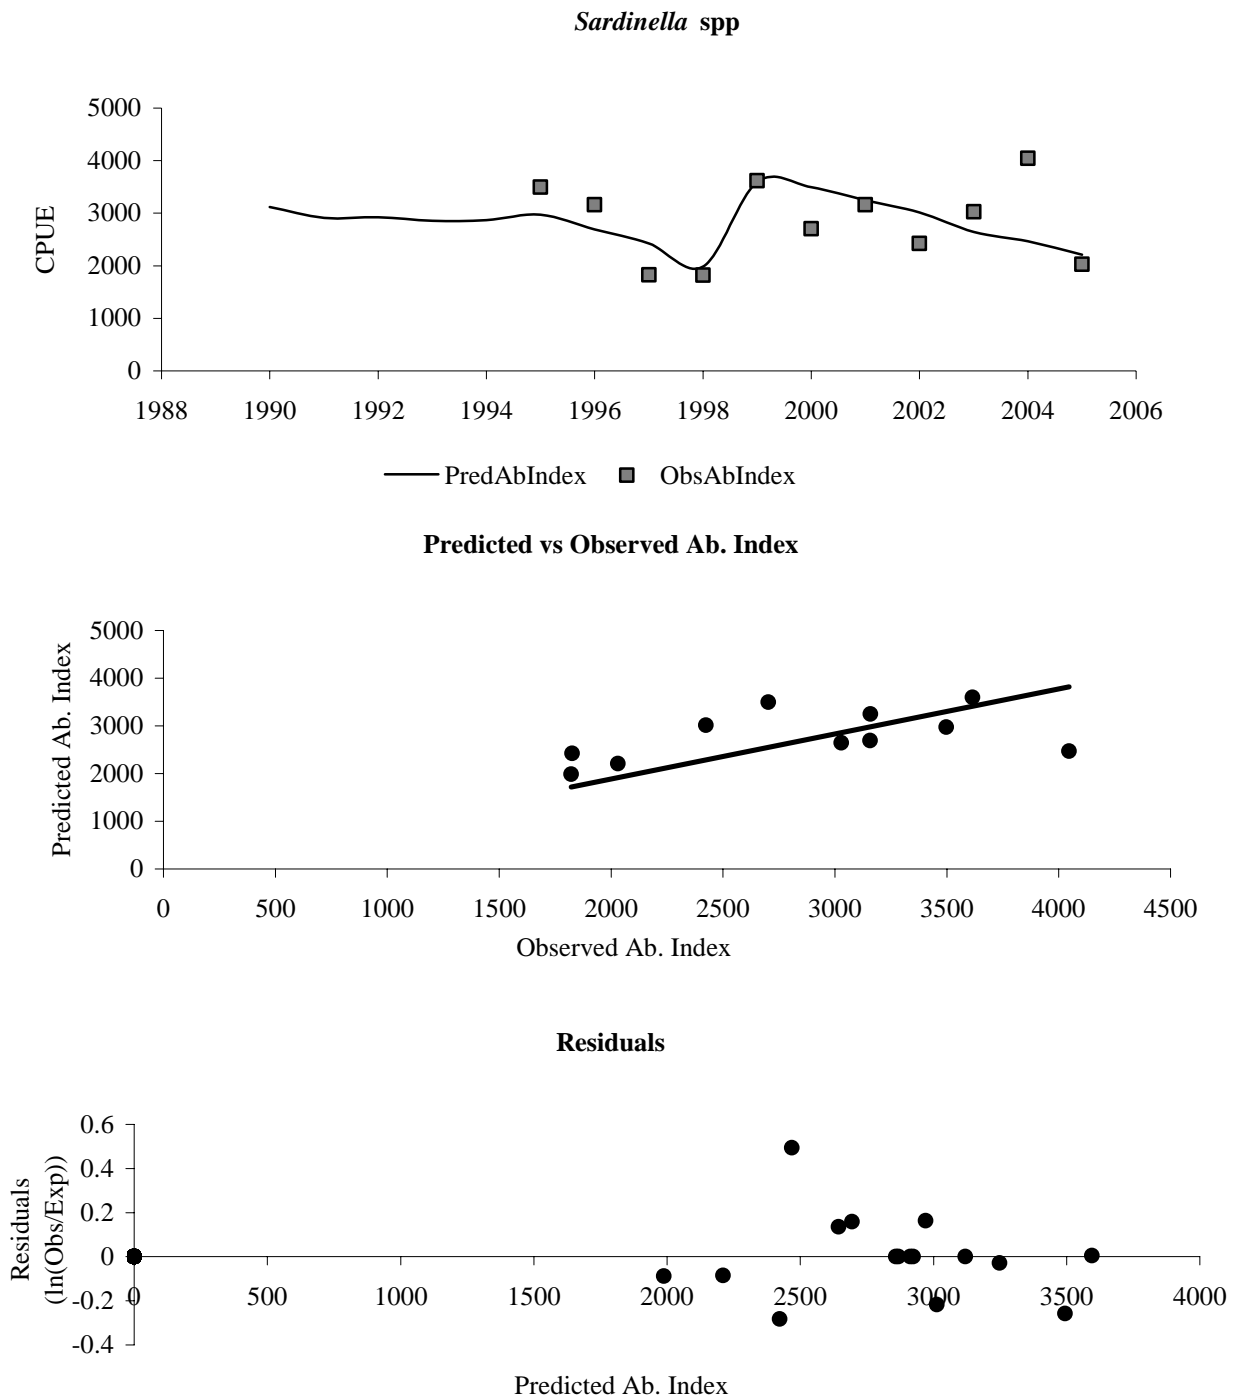 Sardinella spp
5000
4000
3000
2000
1000
0
CPUE
1988 1990 1992 1994 1996 1998 2000 2002 2004 2006
PredAbIndex ObsAbIndex
Predicted vs Observed Ab. Index
5000
4000
3000
2000
1000
0
Predicted Ab. Index
0 500 1000 1500 2000 2500 3000 3500 4000 4500
Observed Ab. Index
Residuals
0.6
0.4
0.2
0
-0.2
-0.4
Residuals
(ln(Obs/Exp))
0 500 1000 1500 2000 2500 3000 3500 4000
Predicted Ab. Index